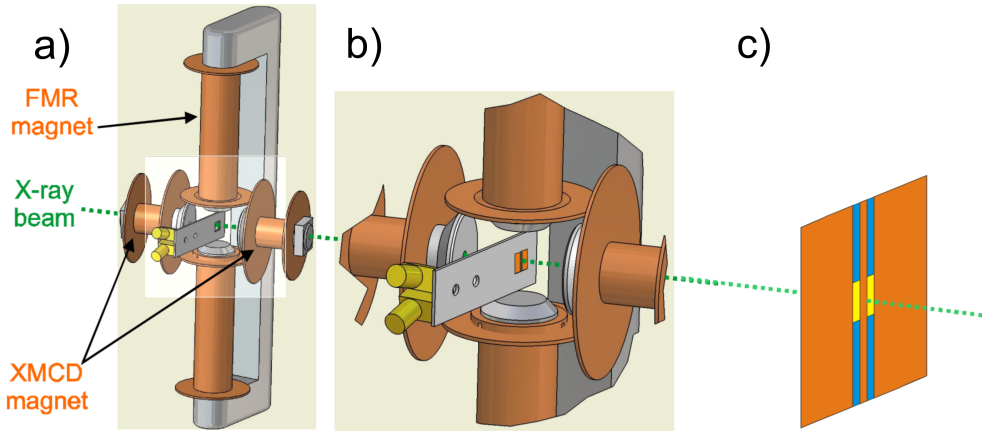 a)
b)
c)
FMR
magnet
X-ray
beam
XMCD
magnet